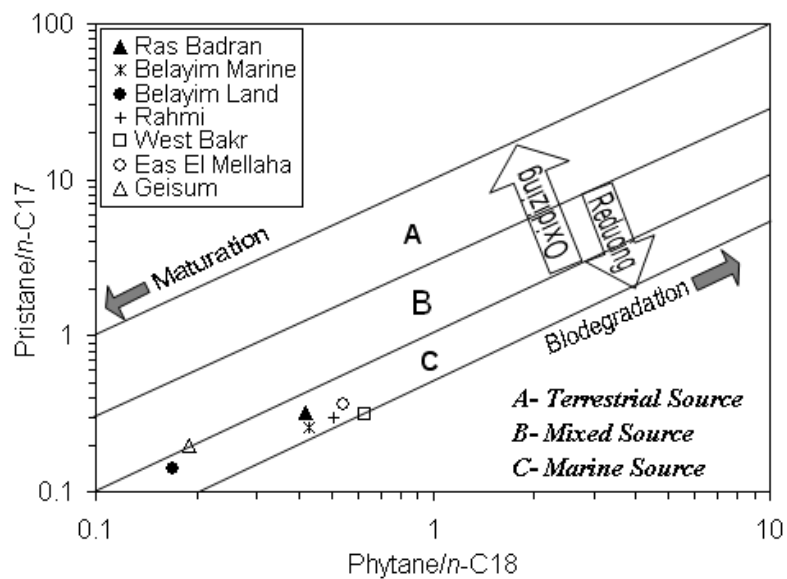 100
10
1
0.1
Pristane/n-C17
Ras Badran
Belayim Marine
Belayim Land
Rahmi
West Bakr
Eas El Mellaha
Geisum
Maturation
A
B
C
Oxidizing
Reducing
Biodegradation
A- Terrestrial Source
B- Mixed Source
C- Marine Source
0.1
1
10
Phytane/n-C18